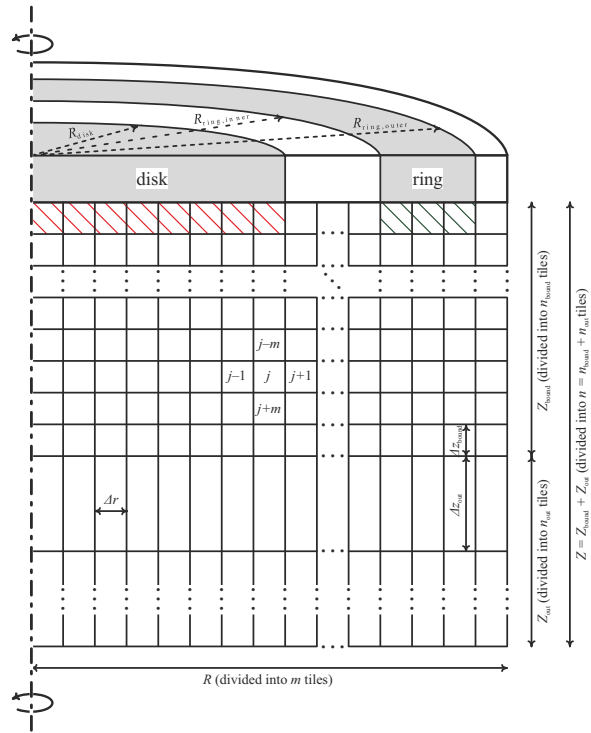 R_disk
R_ring,inner
R_ring,outer
disk
ring
j–m
j–1
j
j+1
j+m
Δz_bound
Δr
Δz_out
Z_bound (divided into n_bound tiles)
Z_out (divided into n_out tiles)
Z = Z_bound + Z_out (divided into n = n_bound + n_out tiles)
R (divided into m tiles)